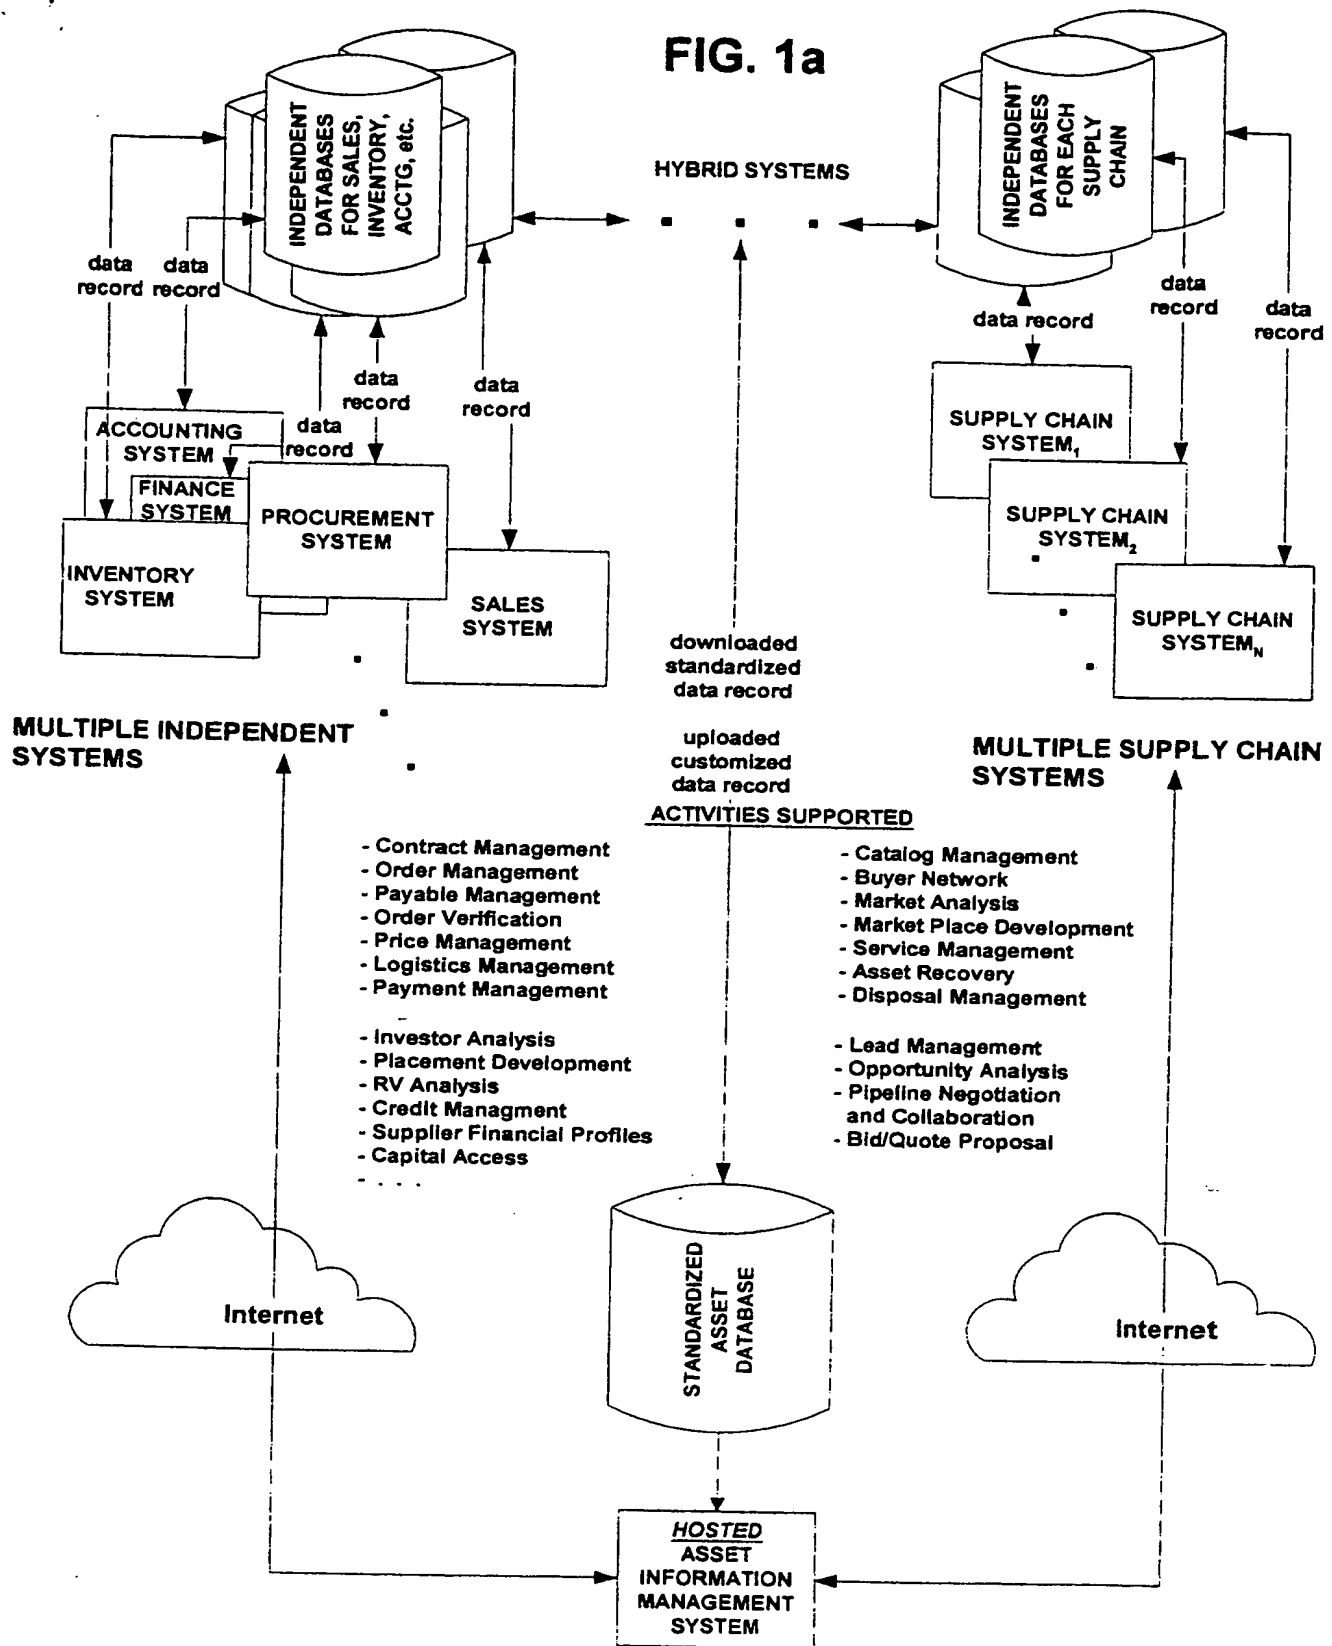 FIG. 1a
INDEPENDENT
DATABASES
FOR SALES,
INVENTORY,
ACCTG, etc.
HYBRID SYSTEMS
INDEPENDENT
DATABASES
FOR EACH
SUPPLY
CHAIN
data
record
data
record
data
record
data
record
data
record
data record
data
record
data
record
ACCOUNTING
SYSTEM
FINANCE
SYSTEM
PROCUREMENT
SYSTEM
INVENTORY
SYSTEM
SALES
SYSTEM
SUPPLY CHAIN
SYSTEM1
SUPPLY CHAIN
SYSTEM2
SUPPLY CHAIN
SYSTEMN
downloaded
standardized
data record
uploaded
customized
data record
MULTIPLE INDEPENDENT
SYSTEMS
MULTIPLE SUPPLY CHAIN
SYSTEMS
ACTIVITIES SUPPORTED
- Contract Management
- Order Management
- Payable Management
- Order Verification
- Price Management
- Logistics Management
- Payment Management
- Investor Analysis
- Placement Development
- RV Analysis
- Credit Managment
- Supplier Financial Profiles
- Capital Access
- . . . .
- Catalog Management
- Buyer Network
- Market Analysis
- Market Place Development
- Service Management
- Asset Recovery
- Disposal Management
- Lead Management
- Opportunity Analysis
- Pipeline Negotiation
and Collaboration
- Bid/Quote Proposal
Internet
STANDARDIZED
ASSET
DATABASE
Internet
HOSTED
ASSET
INFORMATION
MANAGEMENT
SYSTEM